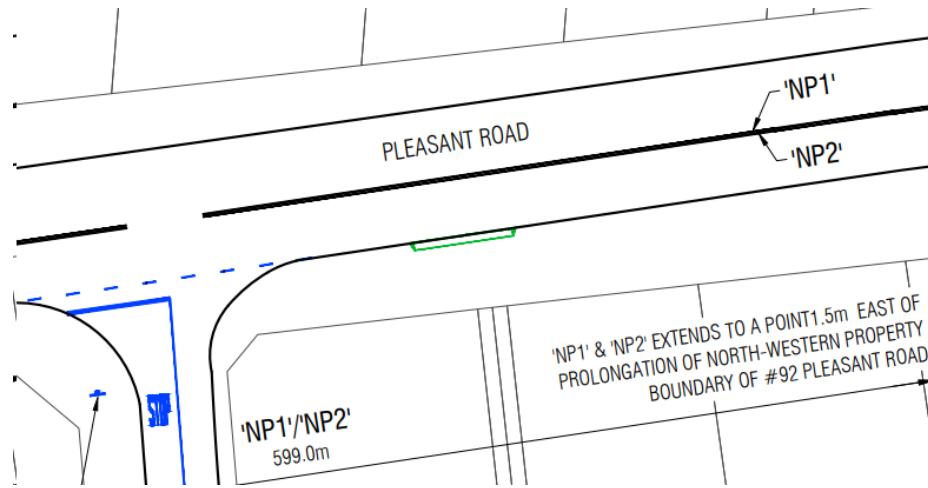 'NP1'
PLEASANT ROAD
'NP2'
'NP1' & 'NP2' EXTENDS TO A POINT1.5m EAST OF
PROLONGATION OF NORTH-WESTERN PROPERTY
BOUNDARY OF #92 PLEASANT ROAD
'NP1'/'NP2'
599.0m
STOP